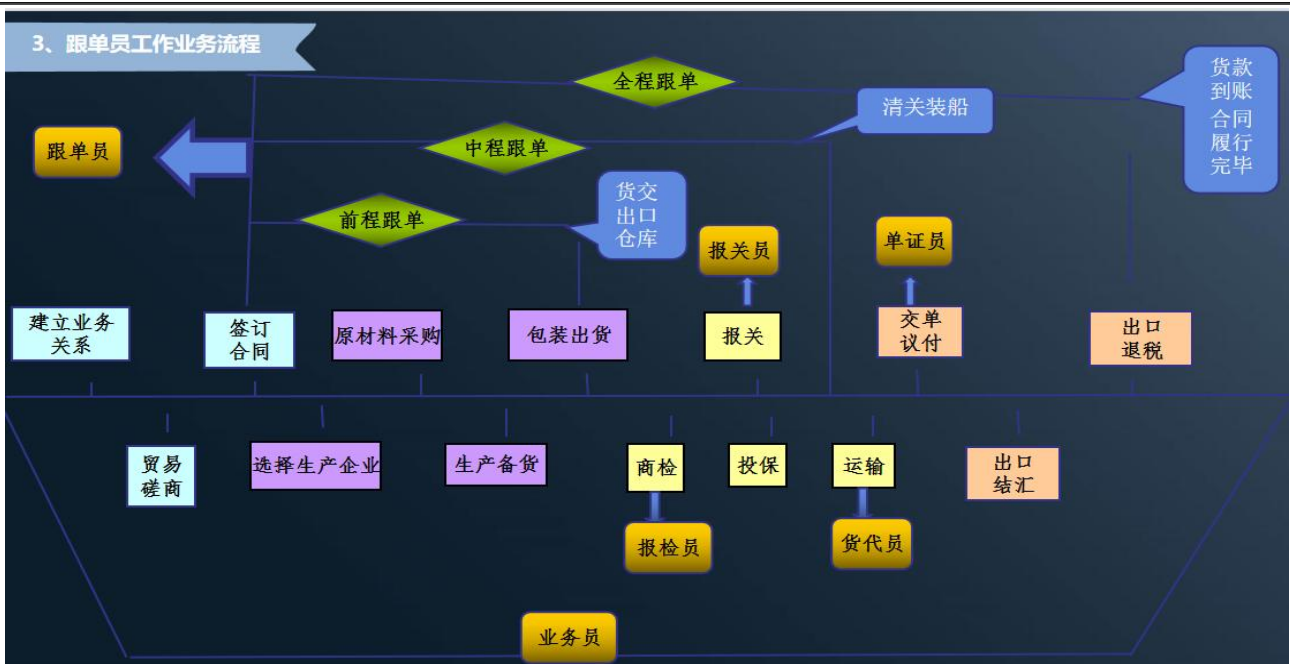 3、跟单员工作业务流程
全程跟单
货款
到账
合同
履行
完毕
清关装船
跟单员
中程跟单
货交
出口
仓库
前程跟单
报关员
单证员
建立业务
关系
签订
合同
原材料采购
包装出货
报关
交单
议付
出口
退税
贸易
磋商
选择生产企业
生产备货
商检
投保
运输
出口
结汇
报检员
货代员
业务员